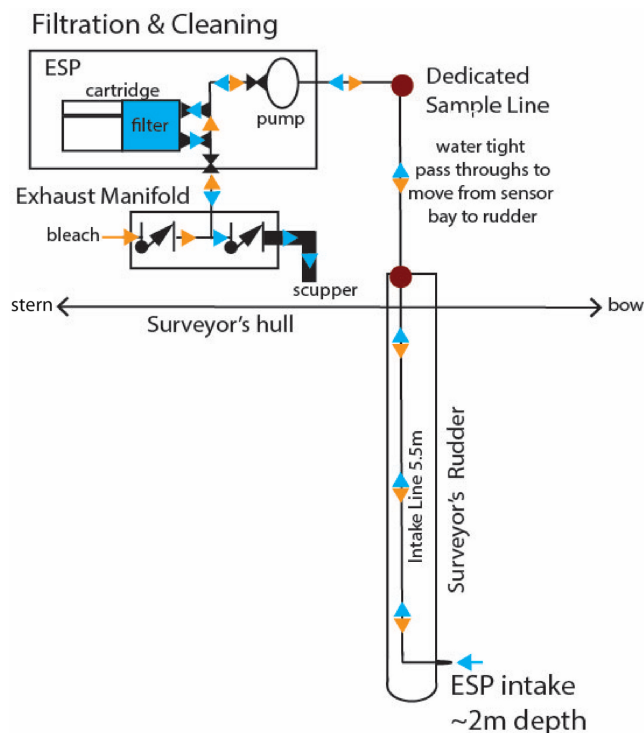 Filtration & Cleaning
ESP
cartridge
filter
pump
Dedicated
Sample Line
water tight
pass throughs to
move from sensor
bay to rudder
Exhaust Manifold
bleach
scupper
stern
bow
Surveyor's hull
Intake Line 5.5m
Surveyor's Rudder
ESP intake
~2m depth